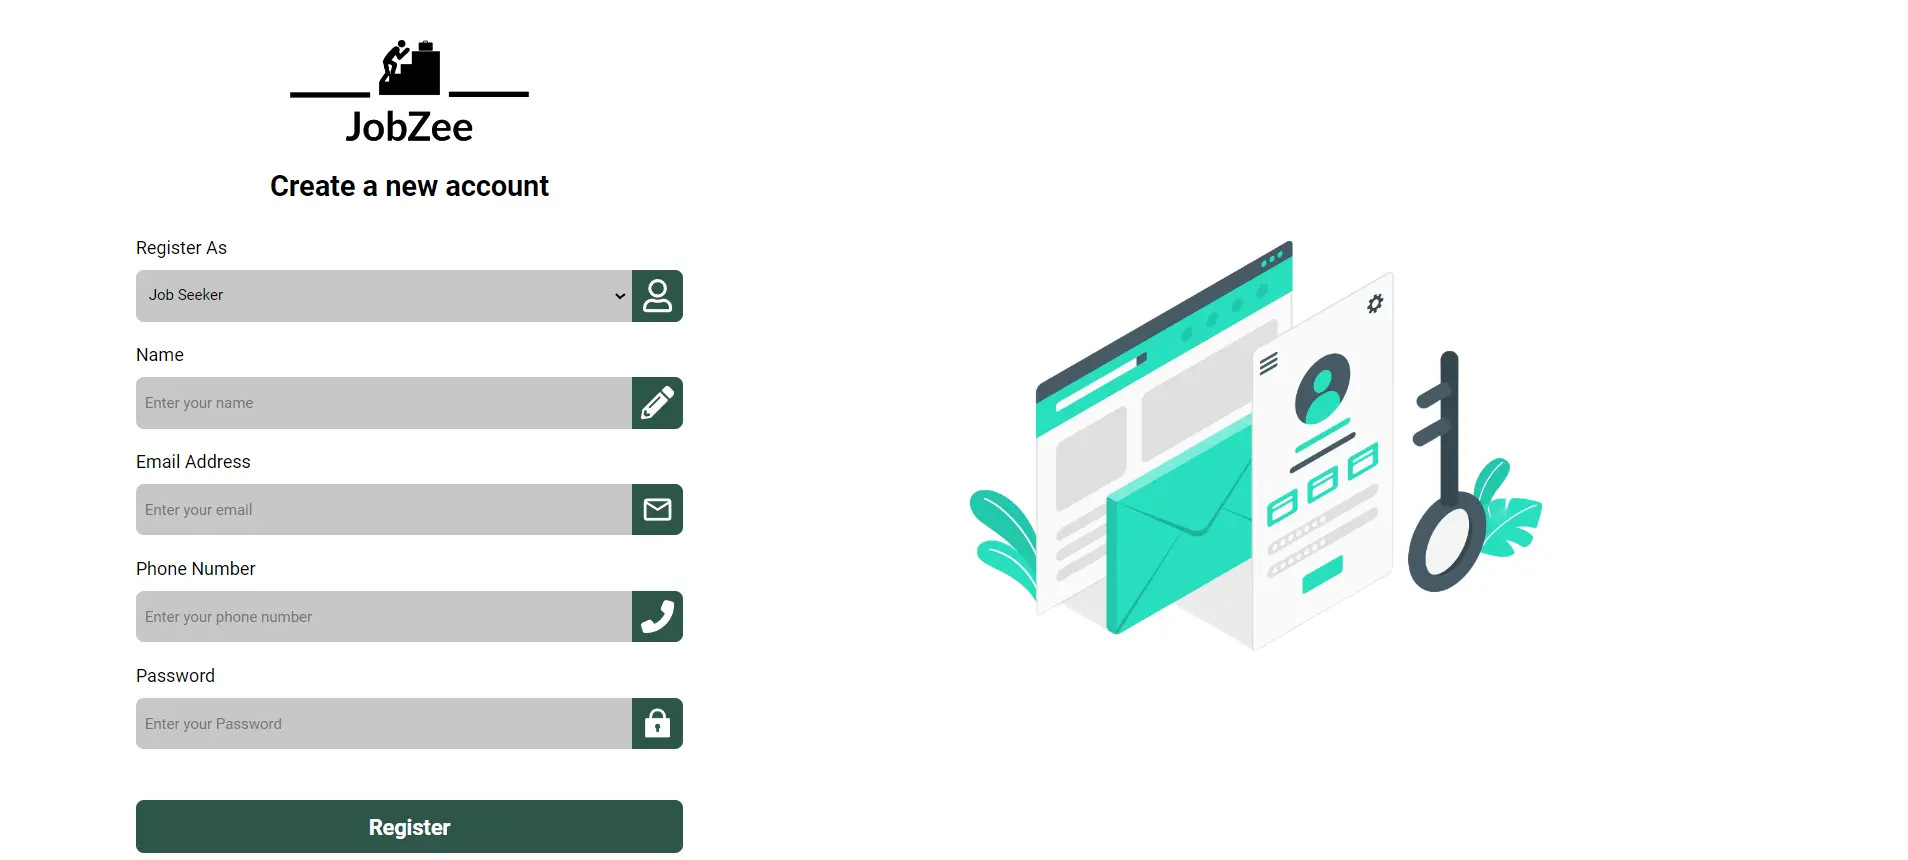 JobZee
Create a new account
Register As
Job Seeker
Name
Enter your name
Email Address
Enter your email
Phone Number
Enter your phone number
Password
Enter your Password
Register